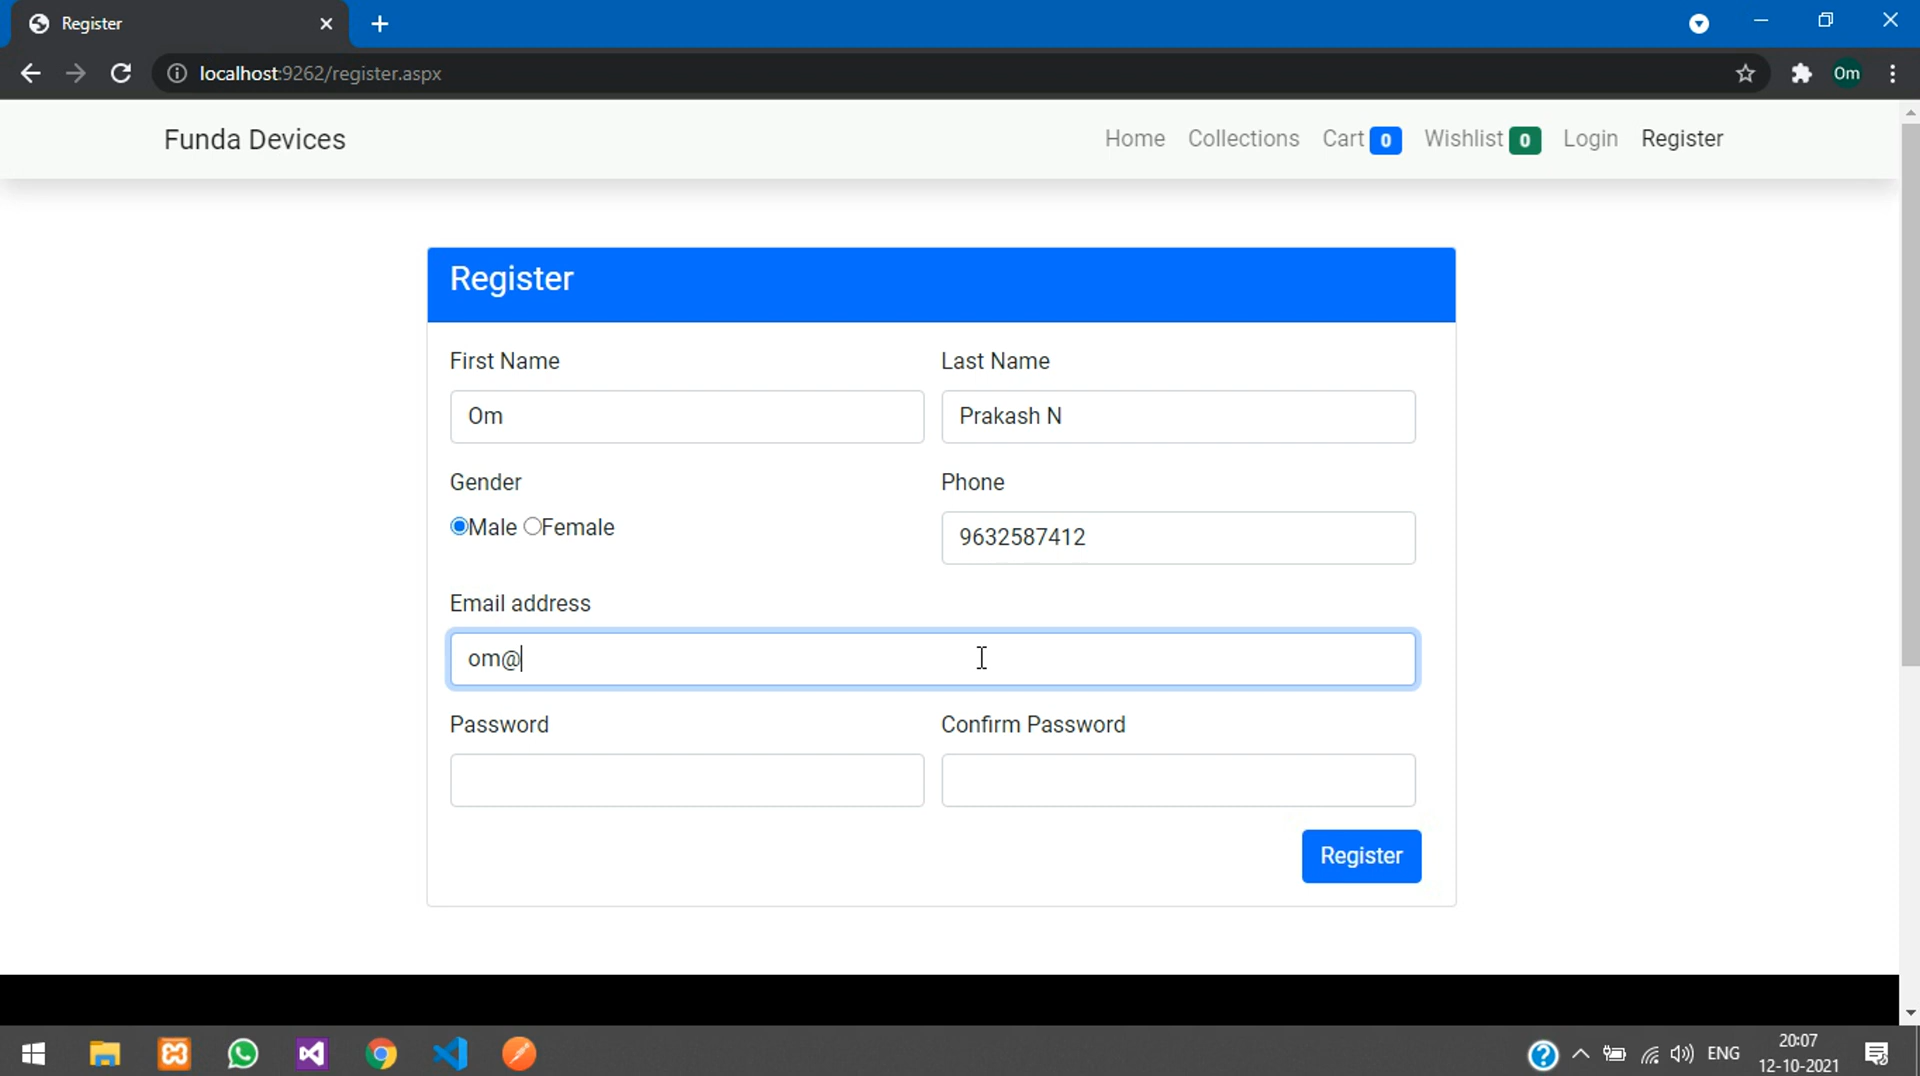 Register
localhost:9262/register.aspx
Om
Funda Devices
Home Collections Cart 0 Wishlist 0 Login Register
Register
First Name Last Name
Om Prakash N
Gender Phone
Male Female
9632587412
Email address
om@
Password Confirm Password
Register
ENG
20:07
12-10-2021